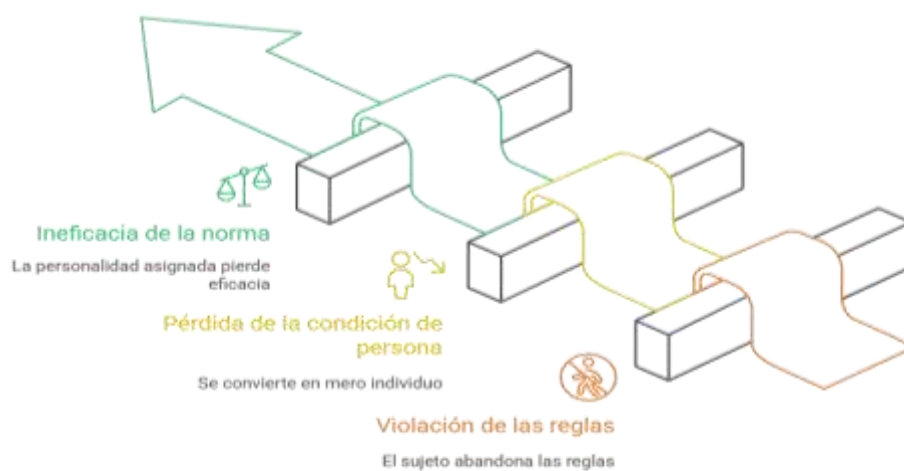 Ineficacia de la norma
La personalidad asignada pierde
eficacia
Pérdida de la condición de
persona
Se convierte en mero individuo
Violación de las reglas
El sujeto abandona las reglas